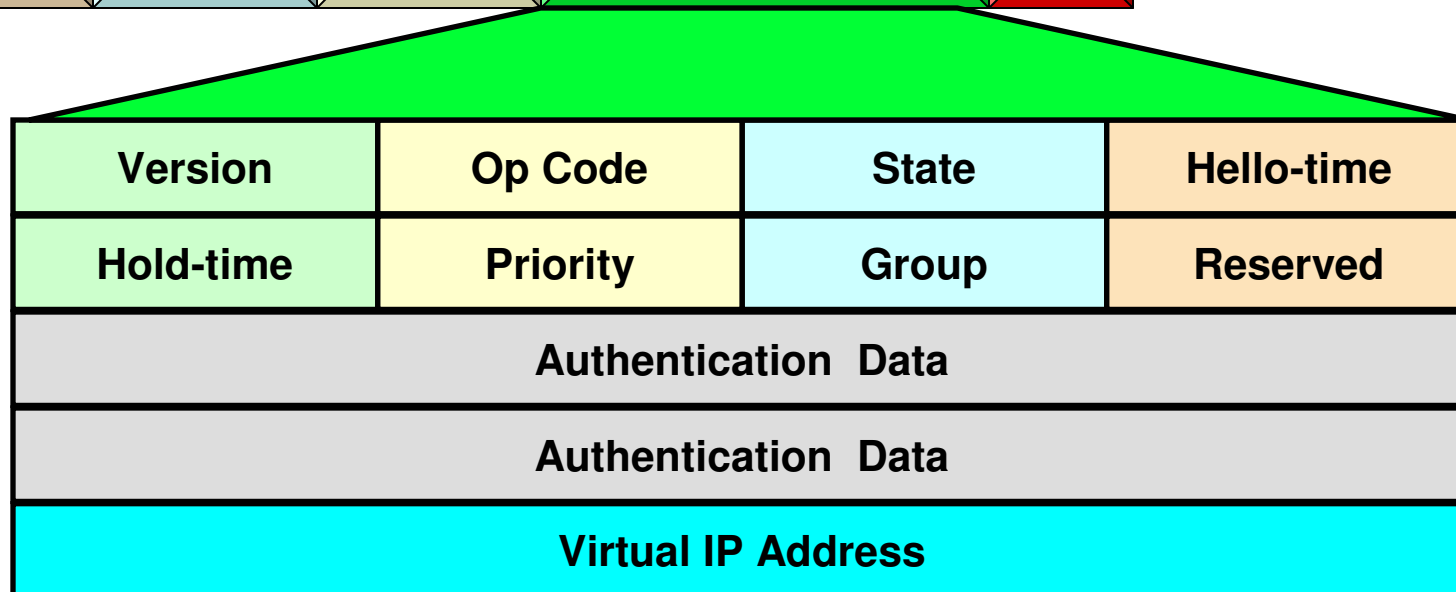 Version Op Code State Hello-time
Hold-time Priority Group Reserved
Authentication Data
Authentication Data
Virtual IP Address